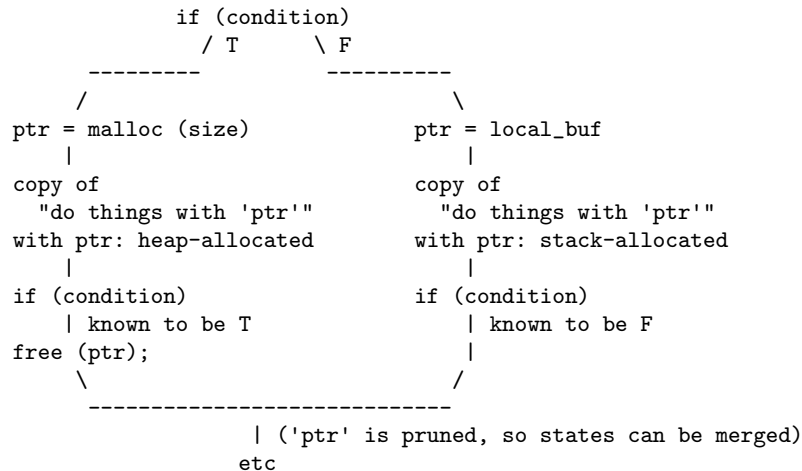 if (condition)
/ T \ F
--------- ----------
/ \
ptr = malloc (size) ptr = local_buf
| |
copy of copy of
"do things with 'ptr'" "do things with 'ptr'"
with ptr: heap-allocated with ptr: stack-allocated
| |
if (condition) if (condition)
| known to be T | known to be F
free (ptr); |
\ /
-----------------------------
| ('ptr' is pruned, so states can be merged)
etc